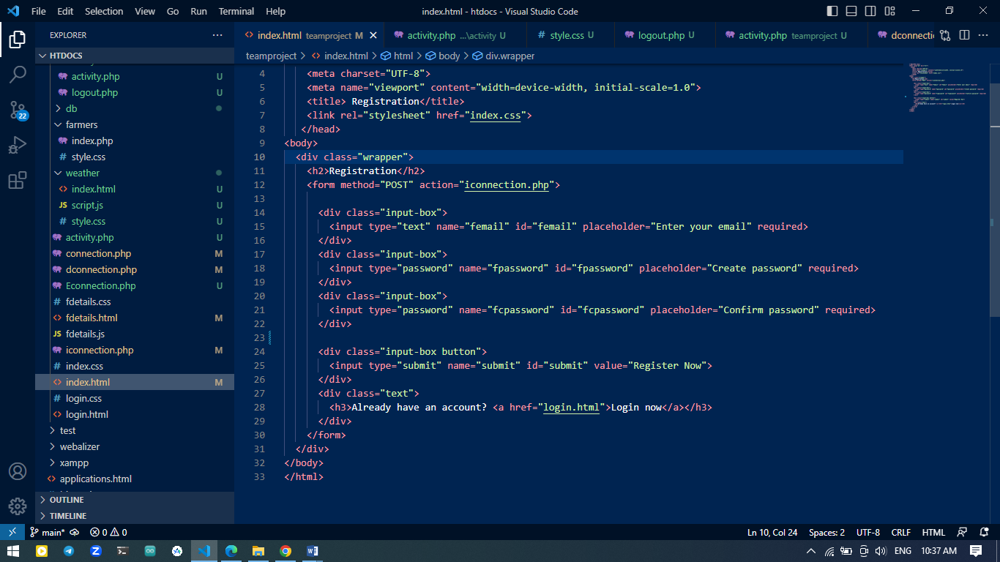 File Edit Selection View Go Run Terminal Help index.html - htdocs - Visual Studio Code
EXPLORER
HTDOCS
activity.php U
logout.php U
db
farmers
index.php
style.css
weather
index.html U
script.js U
style.css U
activity.php U
connection.php M
dconnection.php M
Econnection.php U
fdetails.css
fdetails.html M
fdetails.js
iconnection.php M
index.css
index.html M
login.css
login.html
test
webalizer
xampp
applications.html
OUTLINE
TIMELINE
22
index.html teamproject M activity.php ...\activity U style.css U logout.php U activity.php teamproject U
teamproject > index.html > html > body > div.wrapper
4 <meta charset="UTF-8">
5 <meta name="viewport" content="width=device-width, initial-scale=1.0">
6 <title> Registration</title>
7 <link rel="stylesheet" href="index.css">
8 </head>
9 <body>
10 <div class="wrapper">
11 <h2>Registration</h2>
12 <form method="POST" action="iconnection.php">
13
14 <div class="input-box">
15 <input type="text" name="femail" id="femail" placeholder="Enter your email" required>
16 </div>
17 <div class="input-box">
18 <input type="password" name="fpassword" id="fpassword" placeholder="Create password" required>
19 </div>
20 <div class="input-box">
21 <input type="password" name="fcpassword" id="fcpassword" placeholder="Confirm password" required>
22 </div>
23
24 <div class="input-box button">
25 <input type="submit" name="submit" id="submit" value="Register Now">
26 </div>
27 <div class="text">
28 <h3>Already have an account? <a href="login.html">Login now</a></h3>
29 </div>
30 </form>
31 </div>
32 </body>
33 </html>
main* 0 0 Ln 10, Col 24 Spaces: 2 UTF-8 CRLF HTML
ENG 10:37 AM